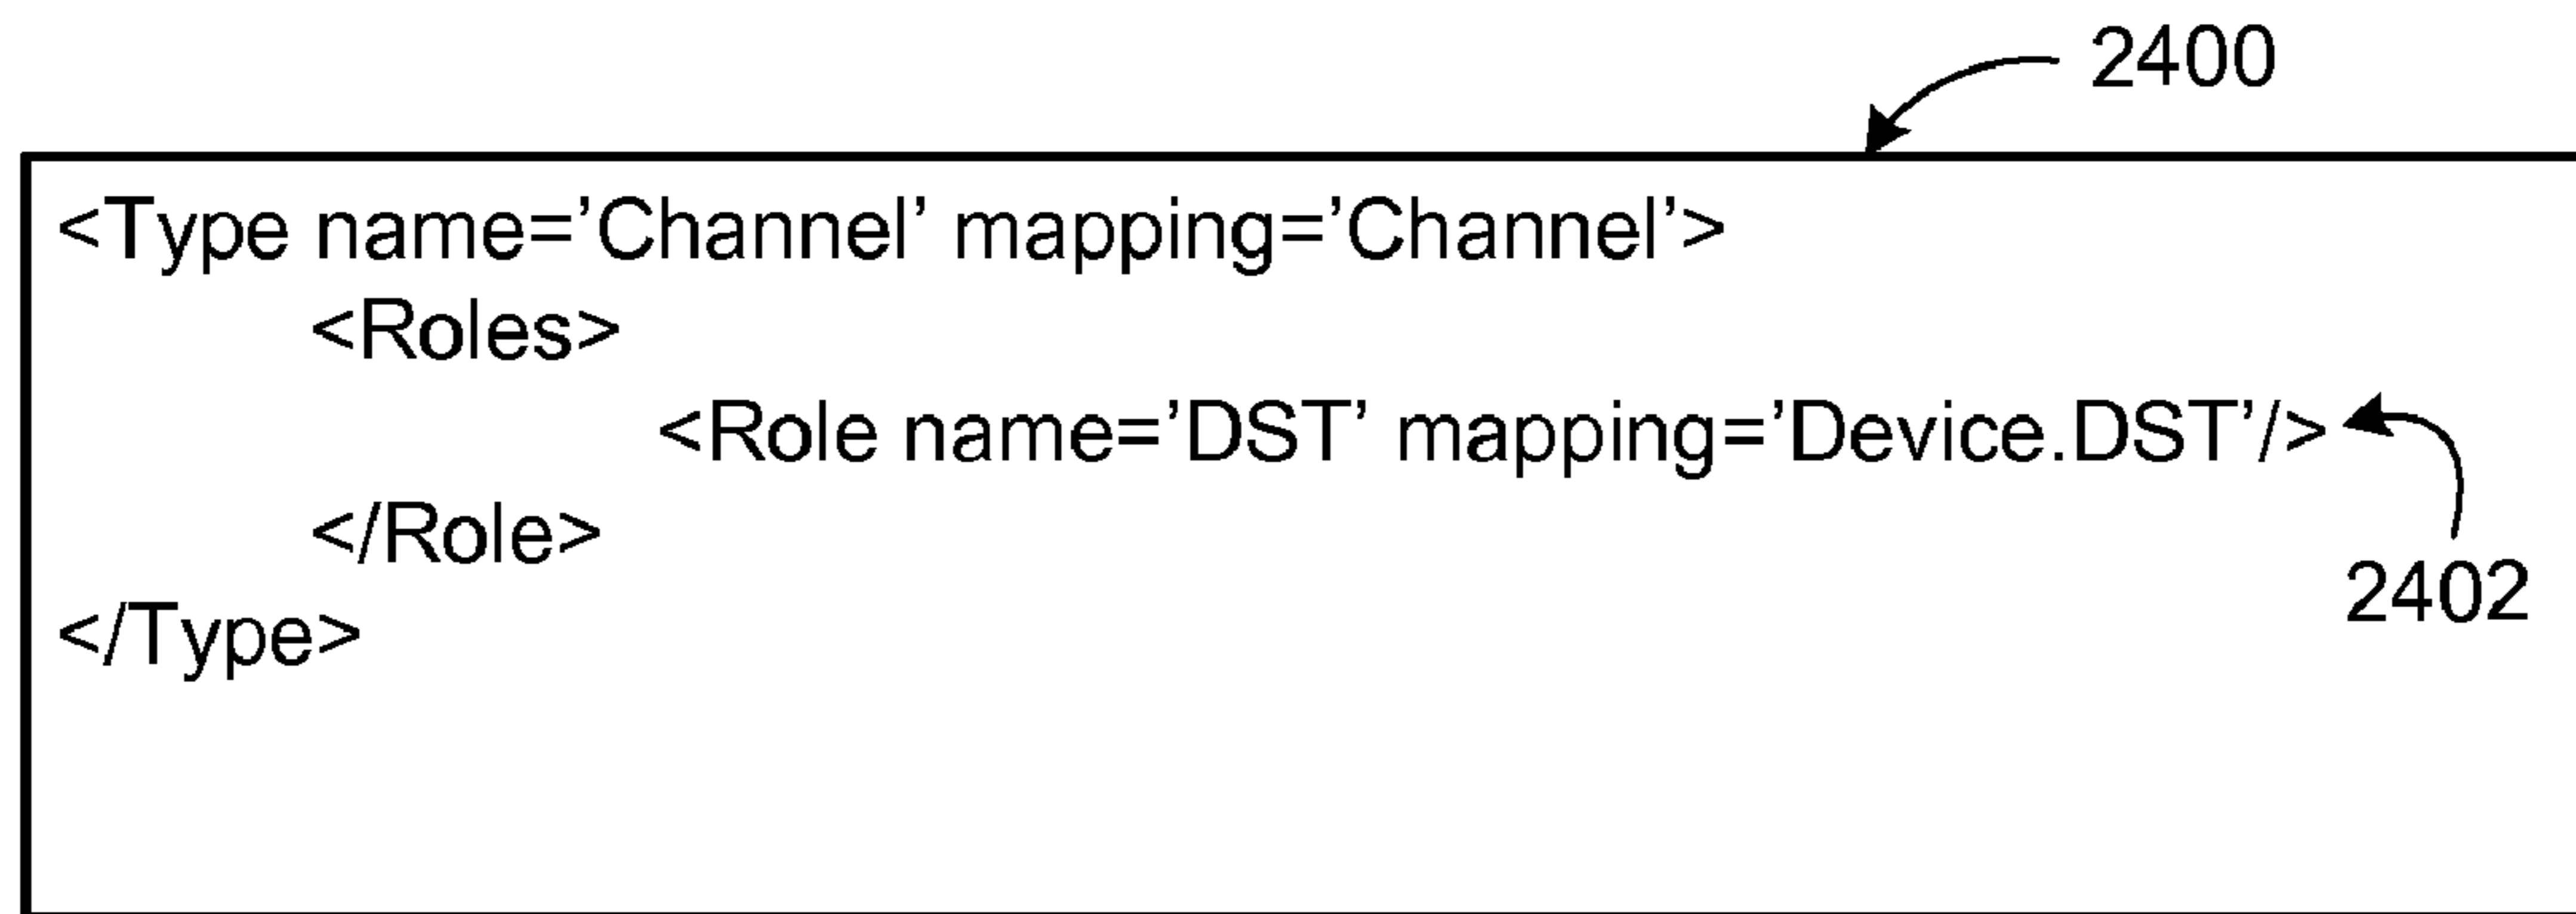 2400
<Type name=’Channel’ mapping=’Channel’>
<Roles>
<Role name=’DST’ mapping=’Device.DST’/>
</Role>
2402
</Type>